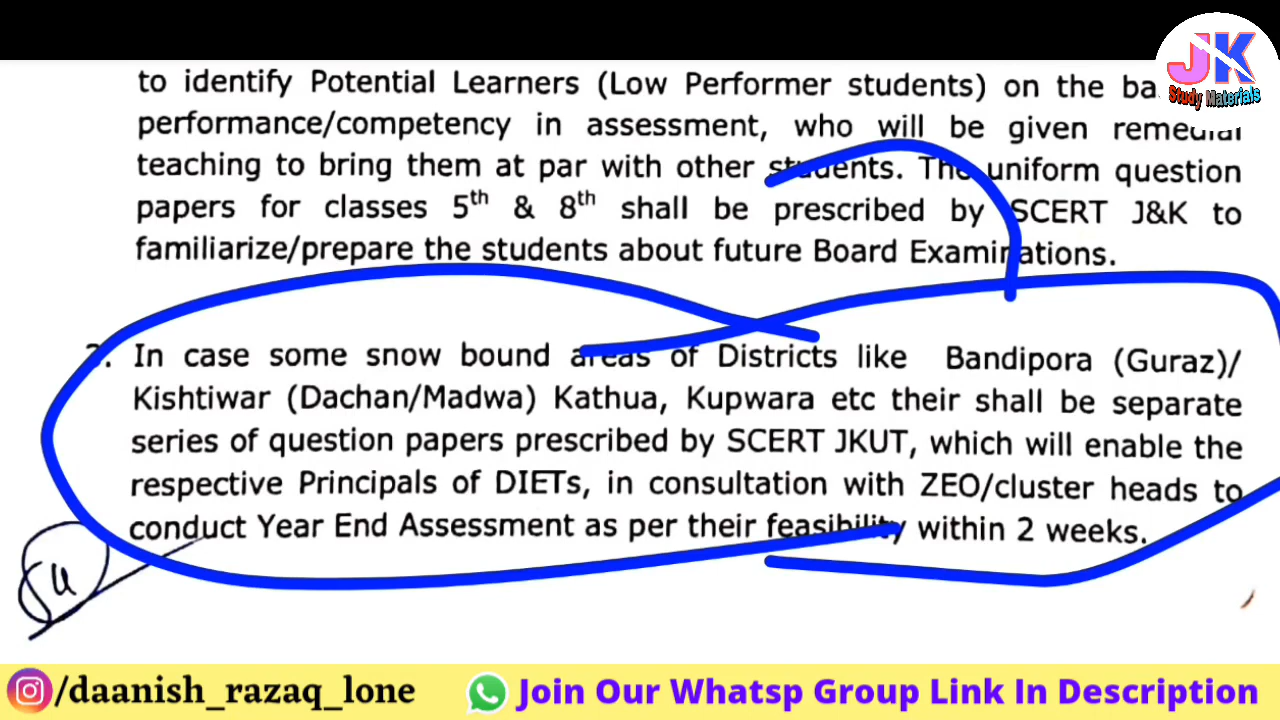 JK
Study Materials
to identify Potential Learners (Low Performer students) on the
performance/competency in assessment, who will be given remedial
teaching to bring them at par with other students. The uniform question
papers for classes 5th & 8th shall be prescribed by SCERT J&K to
familiarize/prepare the students about future Board Examinations.
In case some snow bound areas of Districts like Bandipora (Guraz)/
Kishtiwar (Dachan/Madwa) Kathua, Kupwara etc their shall be separate
series of question papers prescribed by SCERT JKUT, which will enable the
respective Principals of DIETs, in consultation with ZEO/cluster heads to
conduct Year End Assessment as per their feasibility within 2 weeks.
/daanish_razaq_lone
Join Our Whatsp Group Link In Description